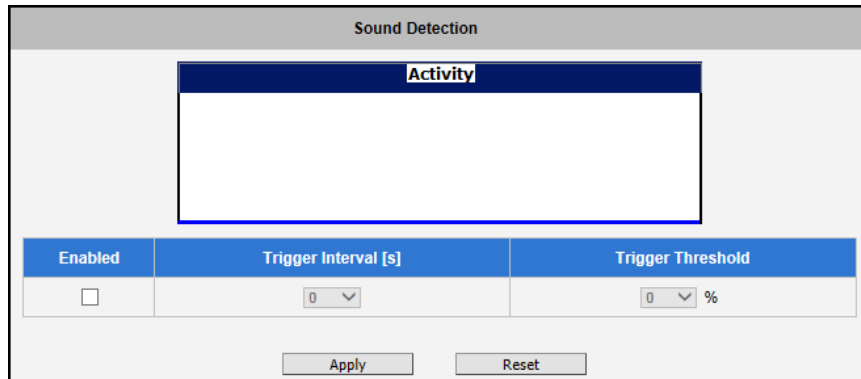 Sound Detection
Activity
Enabled Trigger Interval [s] Trigger Threshold
0 0 %
Apply Reset